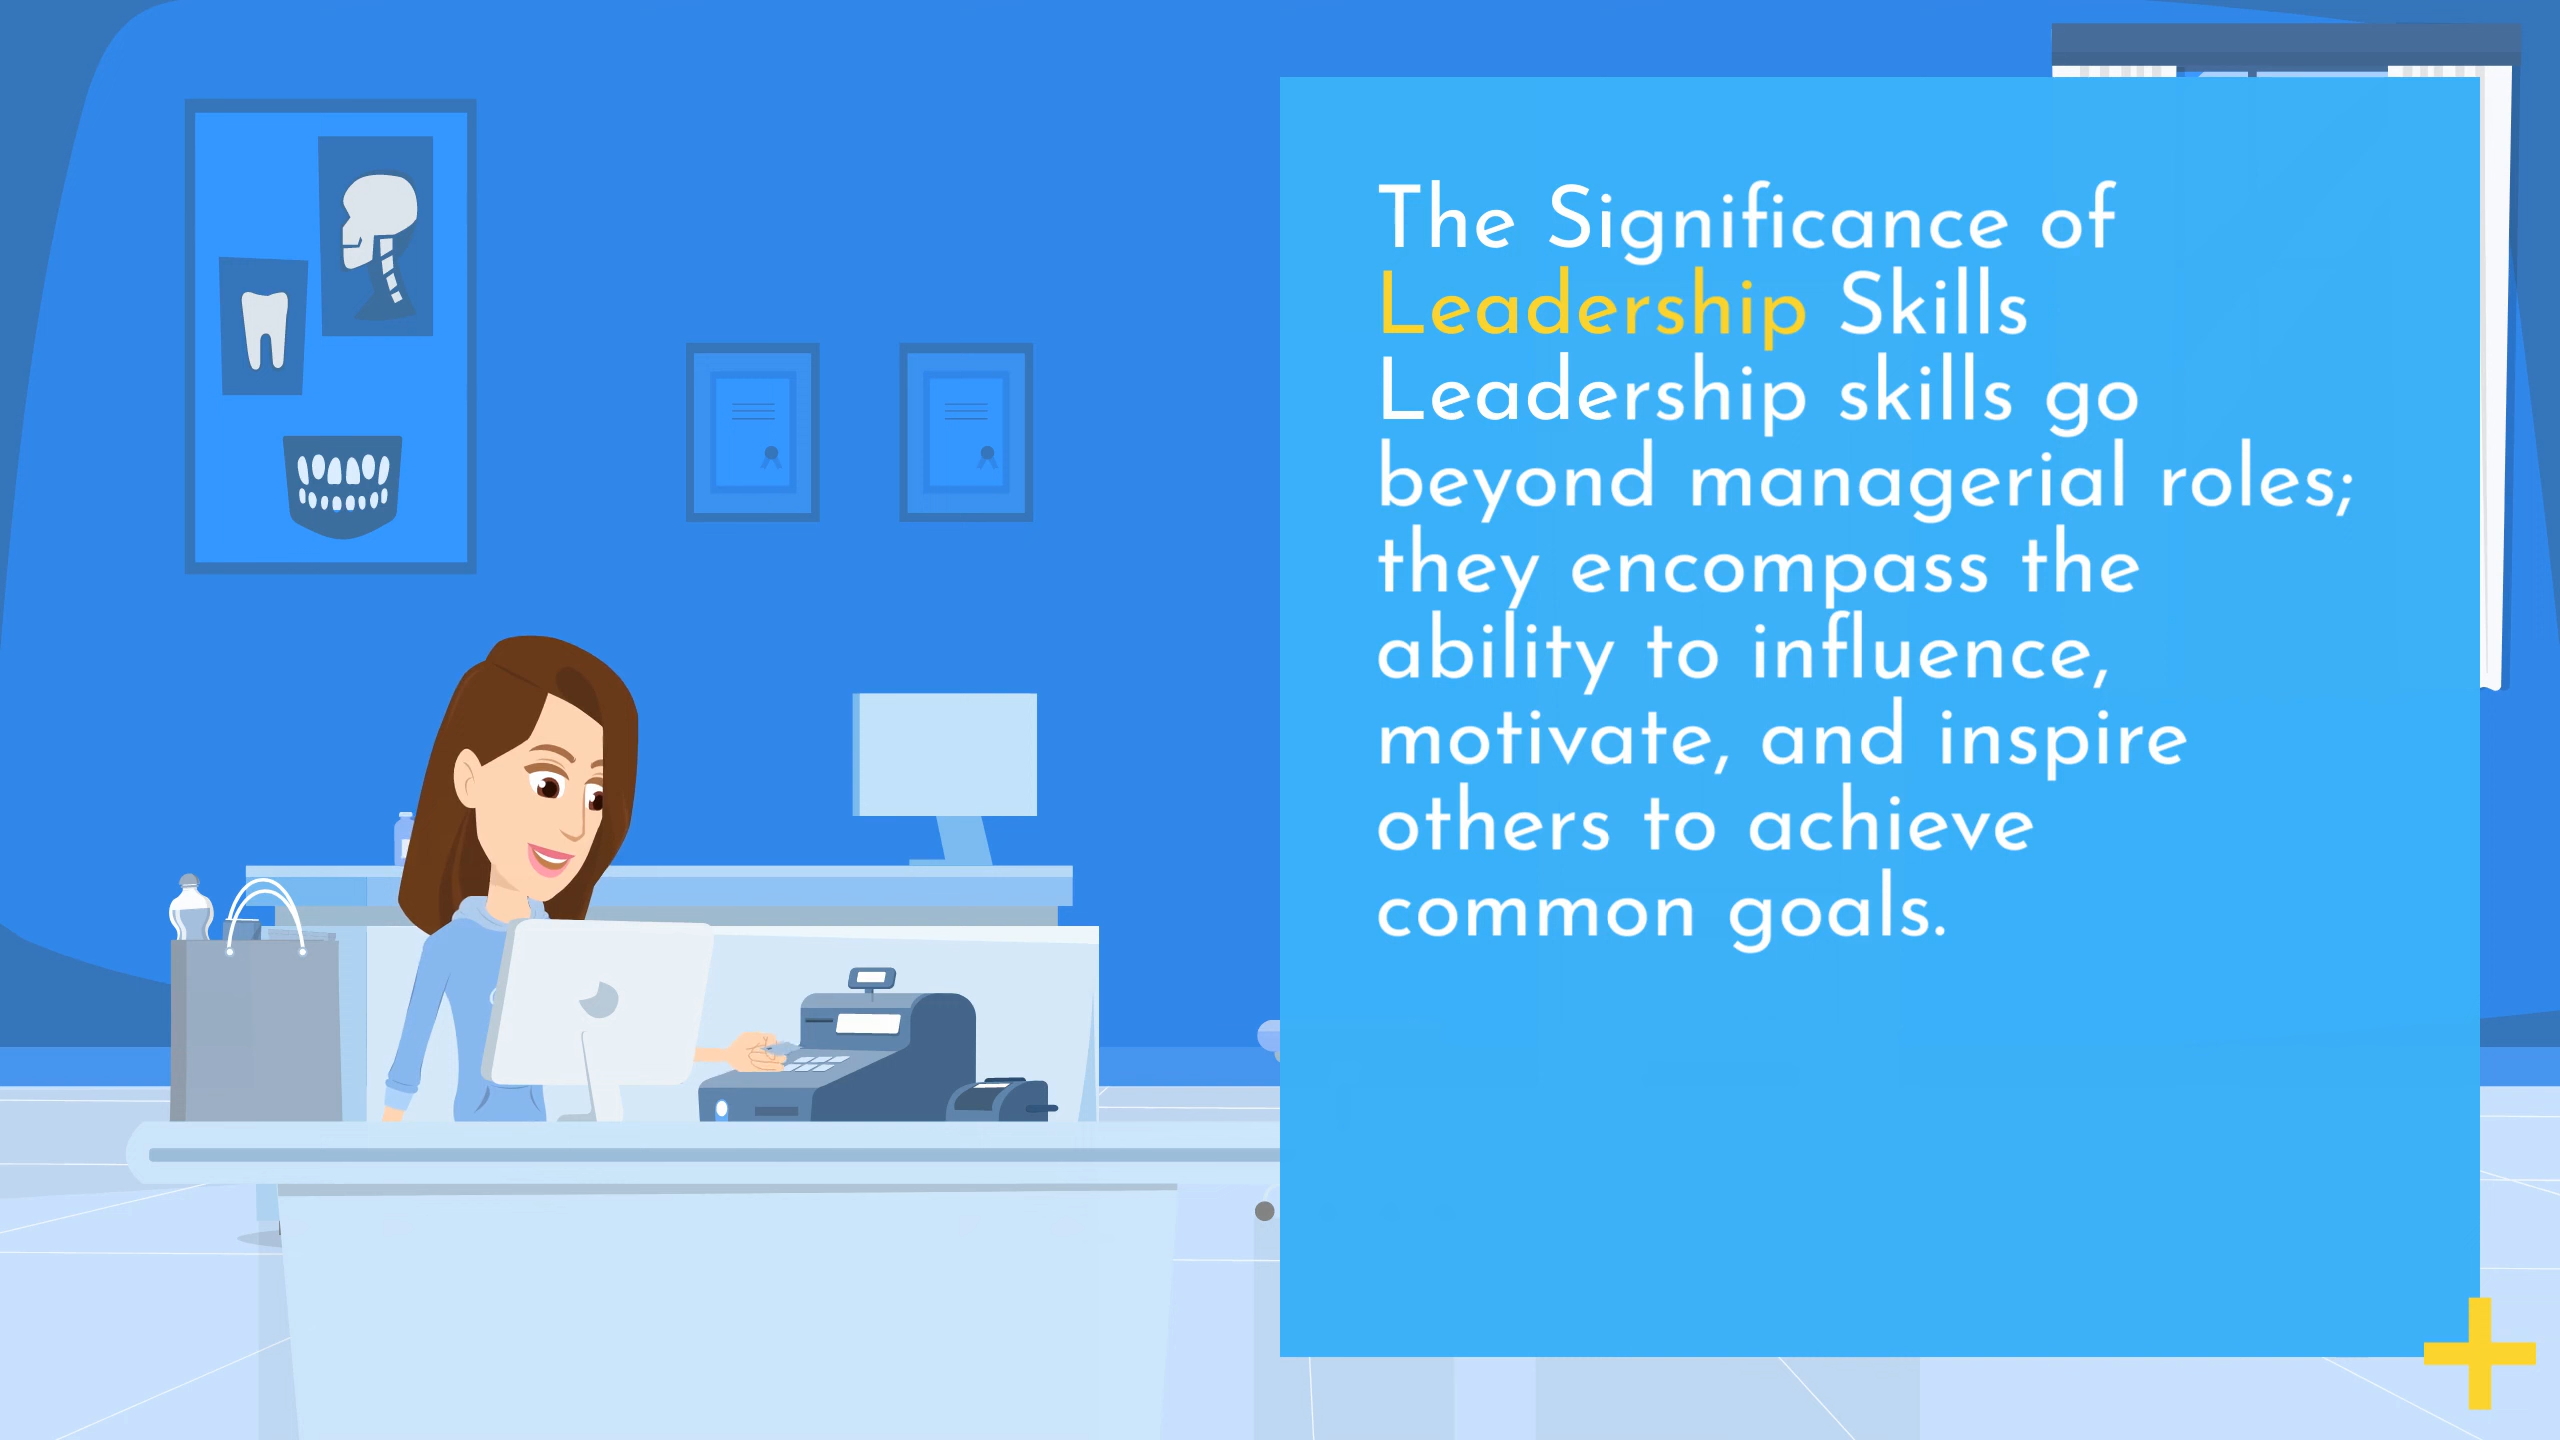 The Significance of
Leadership Skills
Leadership skills go
beyond managerial roles;
they encompass the
ability to influence,
motivate, and inspire
others to achieve
common goals.